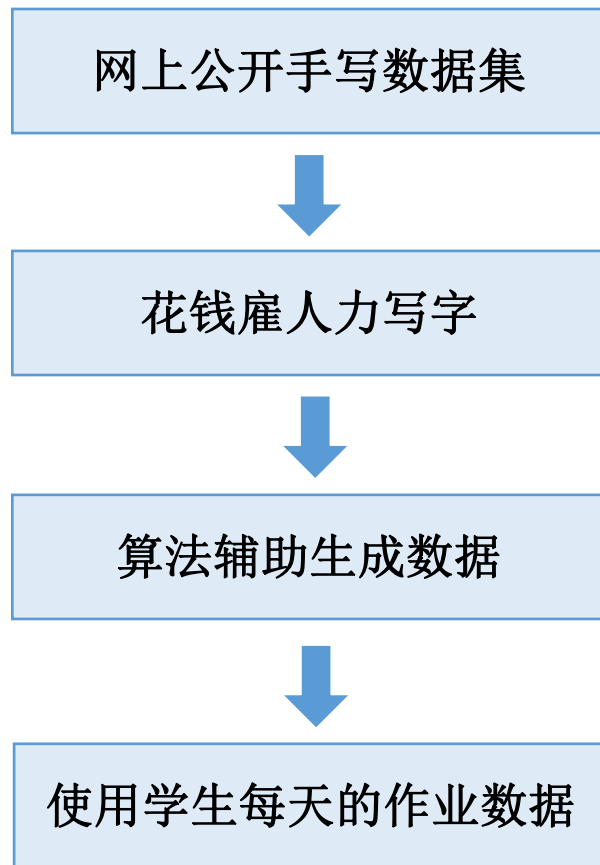 网上公开手写数据集
花钱雇人力写字
算法辅助生成数据
使用学生每天的作业数据